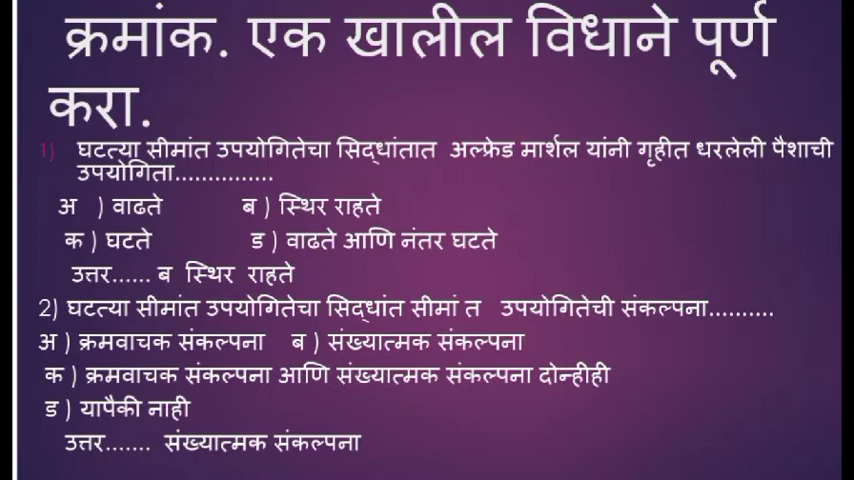 क्रमांक. एक खालील विधाने पूर्ण
करा.
1) घटत्या सीमांत उपयोगितेचा सिद्धांतात अल्फ्रेड मार्शल यांनी गृहीत धरलेली पैशाची
उपयोगिता...............
अ ) वाढते ब ) स्थिर राहते
क ) घटते ड ) वाढते आणि नंतर घटते
उत्तर...... ब स्थिर राहते
2) घटत्या सीमांत उपयोगितेचा सिद्धांत सीमां त उपयोगितेची संकल्पना..........
अ ) क्रमवाचक संकल्पना ब ) संख्यात्मक संकल्पना
क ) क्रमवाचक संकल्पना आणि संख्यात्मक संकल्पना दोन्हीही
ड ) यापैकी नाही
उत्तर....... संख्यात्मक संकल्पना